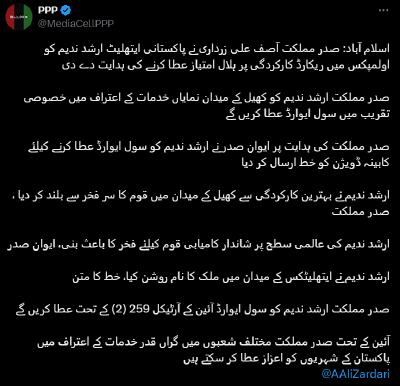 PPP
@MediaCellPPP
اسلام آباد: صدر مملکت آصف علی زرداری نے پاکستانی ایتھلیٹ ارشد ندیم کو
اولمپکس میں ریکارڈ کارکردگی پر ہلال امتیاز عطا کرنے کی ہدایت دے دی
صدر مملکت ارشد ندیم کو کھیل کے میدان نمایاں خدمات کے اعتراف میں خصوصی
تقریب میں سول ایوارڈ عطا کریں گے
صدر مملکت کی ہدایت پر ایوان صدر نے ارشد ندیم کو سول ایوارڈ عطا کرنے کیلئے
کابینہ ڈویژن کو خط ارسال کر دیا
ارشد ندیم نے بہترین کارکردگی سے کھیل کے میدان میں قوم کا سر فخر سے بلند کر دیا ،
صدر مملکت
ارشد ندیم کی عالمی سطح پر شاندار کامیابی قوم کیلئے فخر کا باعث بنی، ایوان صدر
ارشد ندیم نے ایتھلیٹکس کے میدان میں ملک کا نام روشن کیا، خط کا متن
صدر مملکت ارشد ندیم کو سول ایوارڈ آئین کے آرٹیکل 259 (2) کے تحت عطا کریں گے
آئین کے تحت صدر مملکت مختلف شعبوں میں گراں قدر خدمات کے اعتراف میں
پاکستان کے شہریوں کو اعزاز عطا کر سکتے ہیں
@AAliZardari